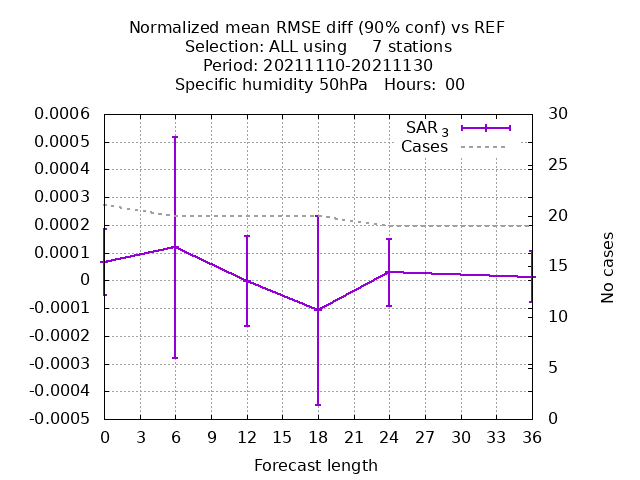 Normalized mean RMSE diff (90% conf) vs REF
Selection: ALL using 7 stations
Period: 20211110-20211130
Specific humidity 50hPa Hours: 00
0.0006
0.0005
0.0004
0.0003
0.0002
0.0001
0
-0.0001
-0.0002
-0.0003
-0.0004
-0.0005
SAR 3
Cases
30
25
20
15
10
5
0
No cases
0 3 6 9 12 15 18 21 24 27 30 33 36
Forecast length